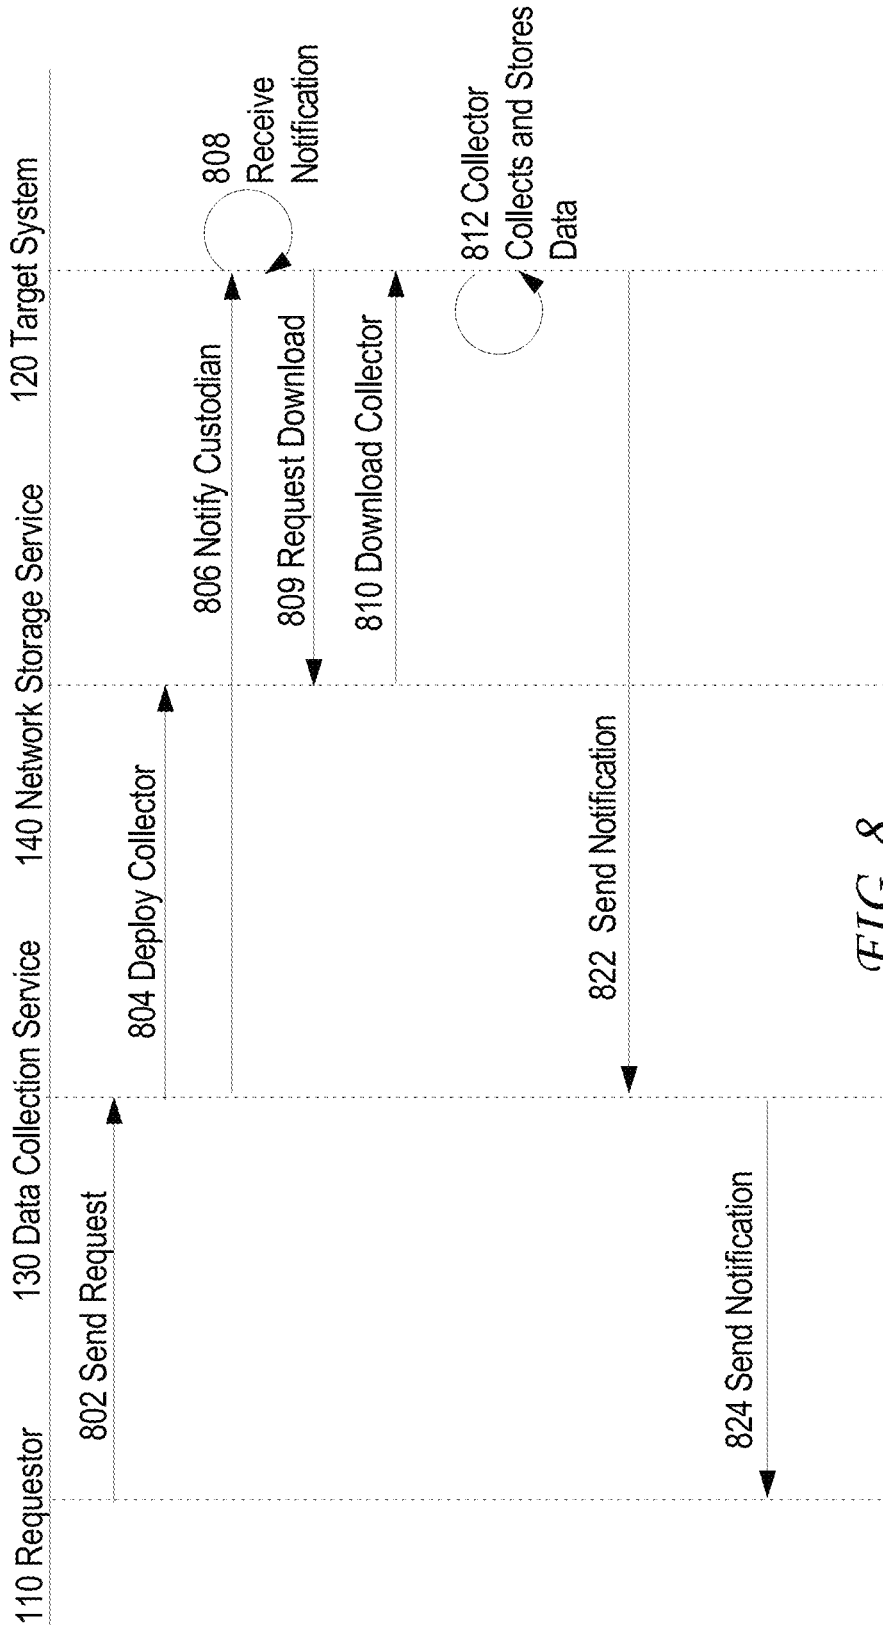 110 Requestor
130 Data Collection Service
140 Network Storage Service
120 Target System
802 Send Request
804 Deploy Collector
806 Notify Custodian
808
Receive
Notification
809 Request Download
810 Download Collector
812 Collector
Collects and Stores
Data
822 Send Notification
824 Send Notification
FIG. 8